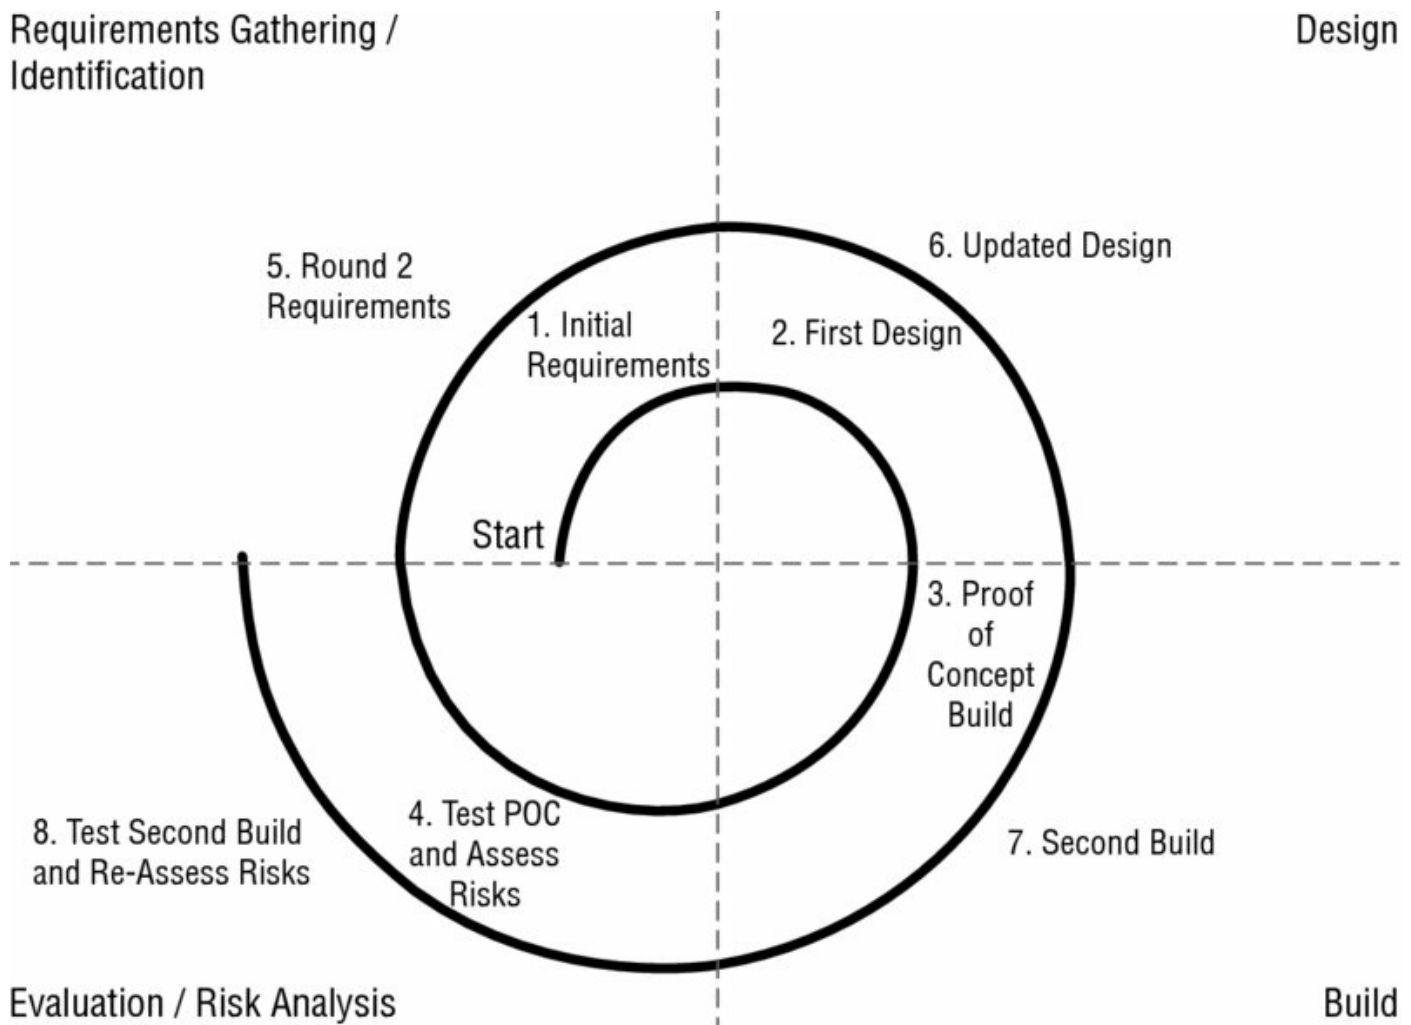 Requirements Gathering /
Identification
Design
5. Round 2
Requirements
6. Updated Design
1. Initial
Requirements
2. First Design
Start
3. Proof
of
Concept
Build
4. Test POC
and Assess
Risks
8. Test Second Build
and Re-Assess Risks
7. Second Build
Evaluation / Risk Analysis
Build